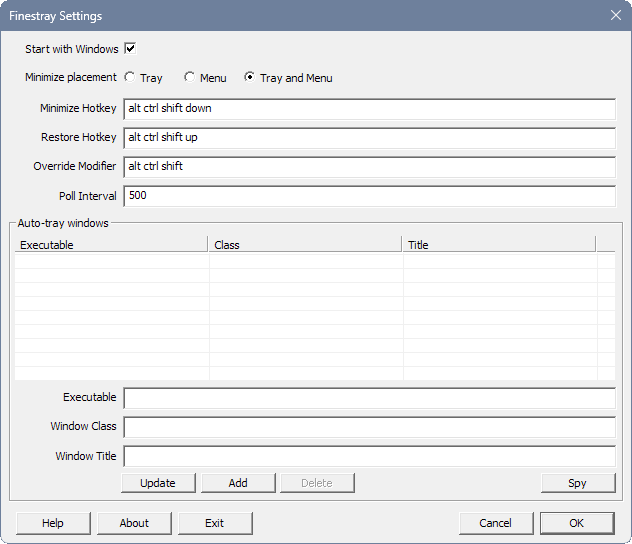 Finestray Settings
Start with Windows
Minimize placement Tray Menu Tray and Menu
Minimize Hotkey alt ctrl shift down
Restore Hotkey alt ctrl shift up
Override Modifier alt ctrl shift
Poll Interval 500
Auto-tray windows
Executable Class Title
Executable
Window Class
Window Title
Update Add Delete Spy
Help About Exit Cancel OK